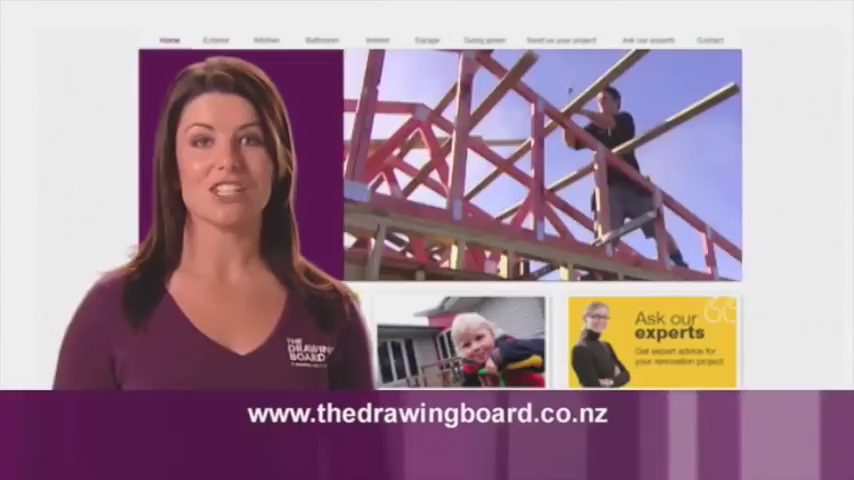 Home Exterior Kitchen Bathroom Interior Garage Going green Send us your project Ask our experts Contact
THE
DRAWING
BOARD
Ask our
experts
Get expert advice for
your renovation project
www.thedrawingboard.co.nz